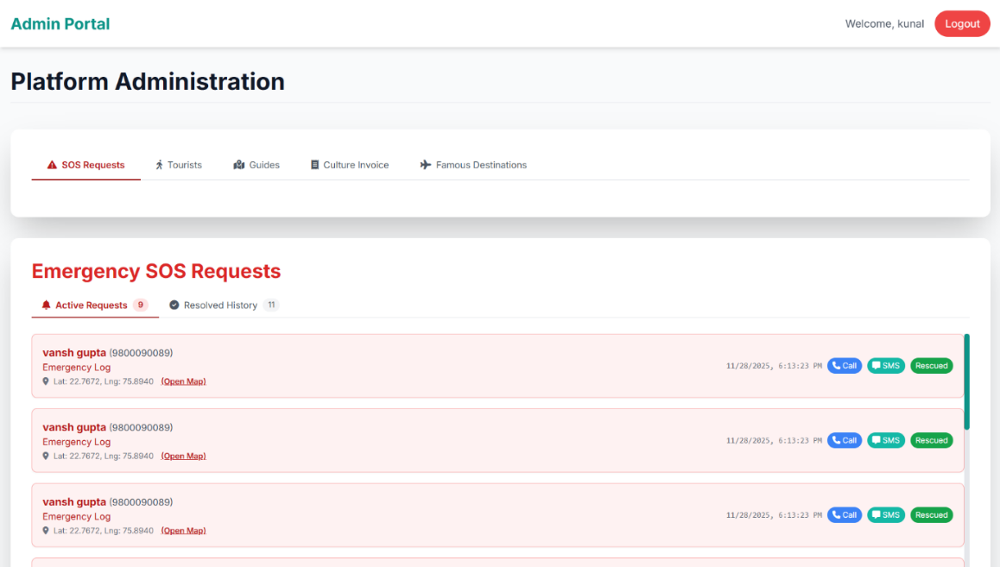 Admin Portal
Welcome, kunal Logout
Platform Administration
SOS Requests Tourists Guides Culture Invoice Famous Destinations
Emergency SOS Requests
Active Requests 9 Resolved History 11
vansh gupta (9800090089)
Emergency Log
Lat: 22.7672, Lng: 75.8940 (Open Map)
11/28/2025, 6:13:23 PM Call SMS Rescued
vansh gupta (9800090089)
Emergency Log
Lat: 22.7672, Lng: 75.8940 (Open Map)
11/28/2025, 6:13:23 PM Call SMS Rescued
vansh gupta (9800090089)
Emergency Log
Lat: 22.7672, Lng: 75.8940 (Open Map)
11/28/2025, 6:13:23 PM Call SMS Rescued